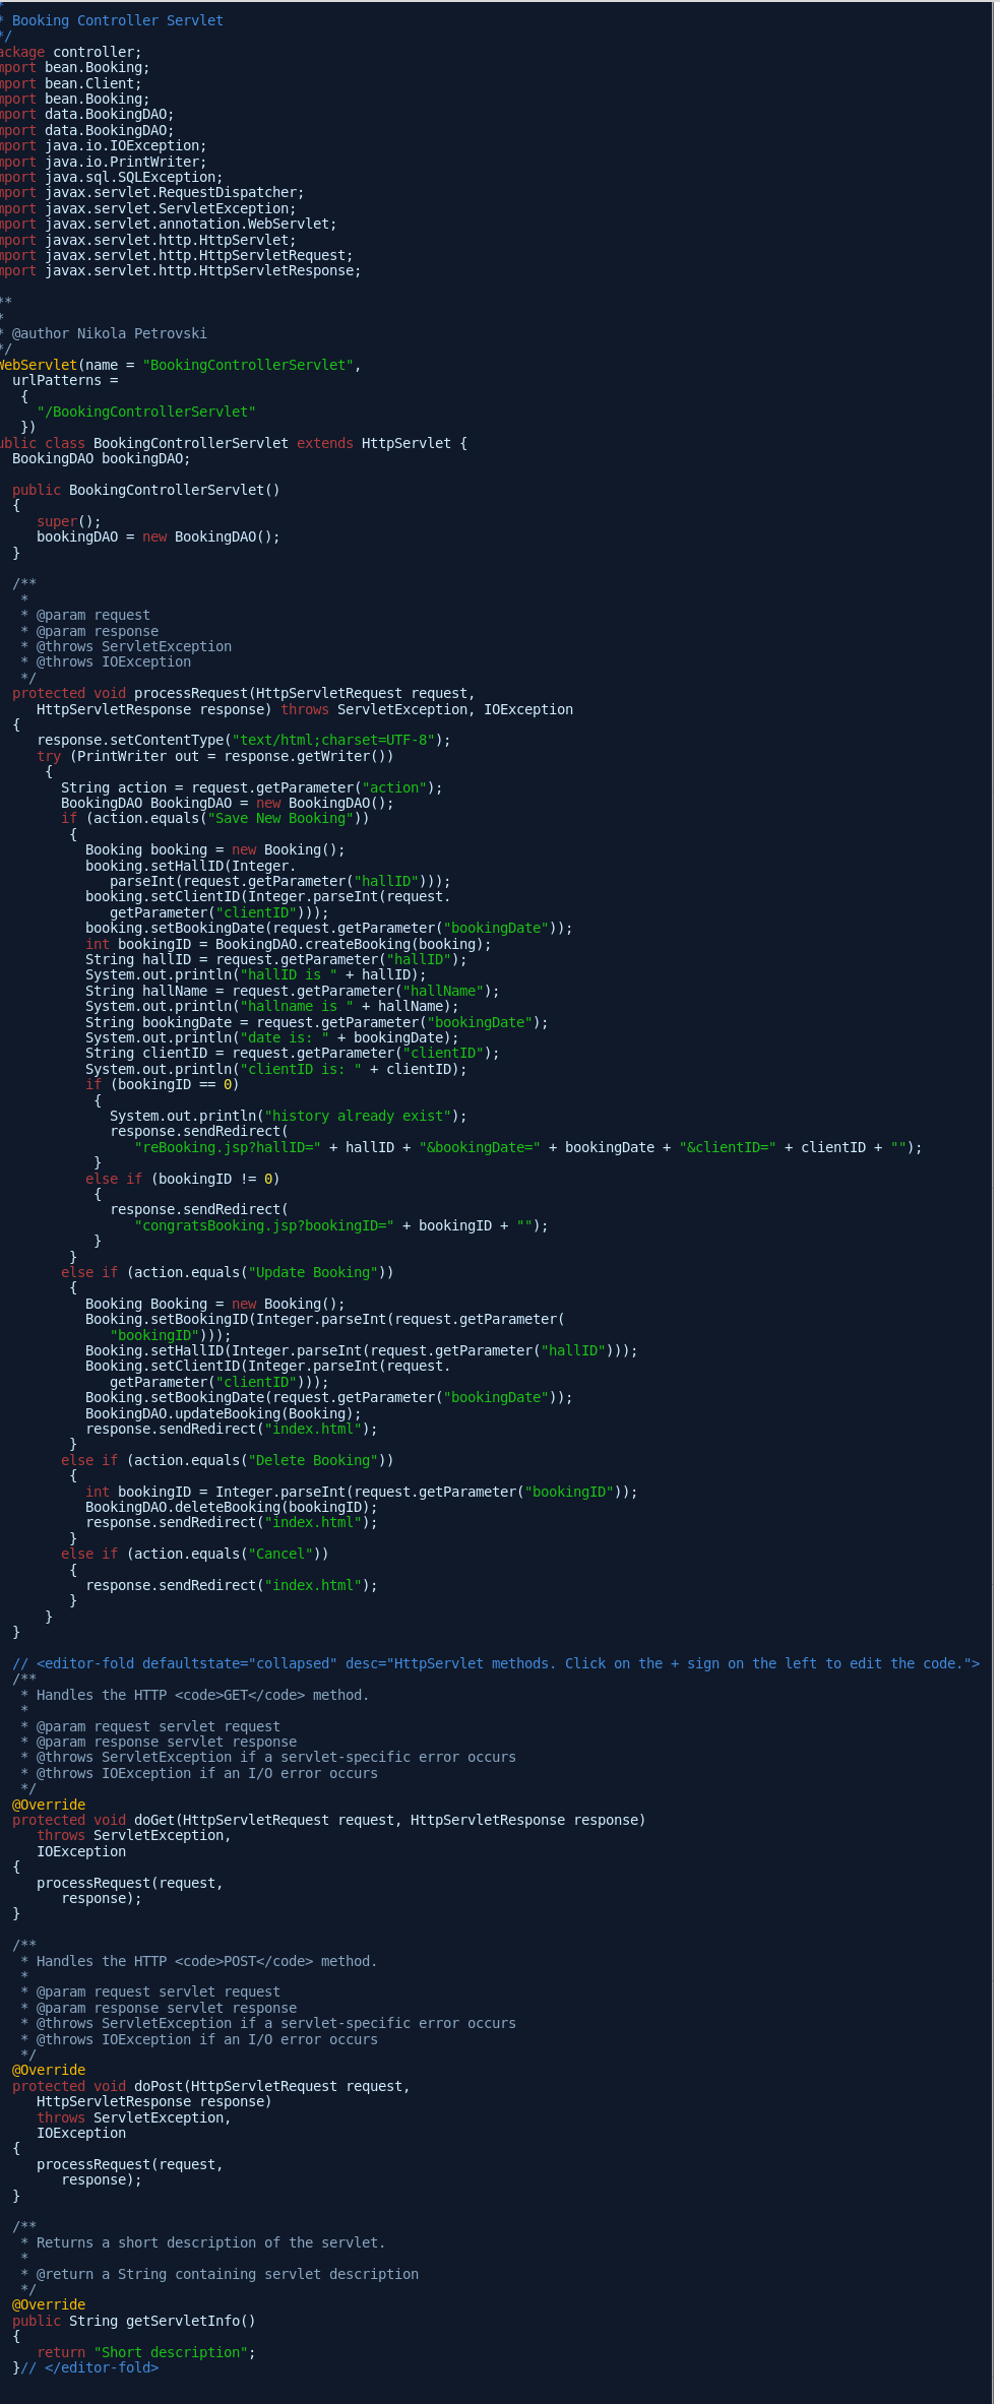 * Booking Controller Servlet
*/
ackage controller;
mport bean.Booking;
mport bean.Client;
mport bean.Booking;
mport data.BookingDAO;
mport data.BookingDAO;
mport java.io.IOException;
mport java.io.PrintWriter;
mport java.sql.SQLException;
mport javax.servlet.RequestDispatcher;
mport javax.servlet.ServletException;
mport javax.servlet.annotation.WebServlet;
mport javax.servlet.http.HttpServlet;
mport javax.servlet.http.HttpServletRequest;
mport javax.servlet.http.HttpServletResponse;
**
*
* @author Nikola Petrovski
*/
WebServlet(name = "BookingControllerServlet",
urlPatterns =
{
"/BookingControllerServlet"
})
ublic class BookingControllerServlet extends HttpServlet {
BookingDAO bookingDAO;
public BookingControllerServlet()
{
super();
bookingDAO = new BookingDAO();
}
/**
*
* @param request
* @param response
* @throws ServletException
* @throws IOException
*/
protected void processRequest(HttpServletRequest request,
HttpServletResponse response) throws ServletException, IOException
{
response.setContentType("text/html;charset=UTF-8");
try (PrintWriter out = response.getWriter())
{
String action = request.getParameter("action");
BookingDAO BookingDAO = new BookingDAO();
if (action.equals("Save New Booking"))
{
Booking booking = new Booking();
booking.setHallID(Integer.
parseInt(request.getParameter("hallID")));
booking.setClientID(Integer.parseInt(request.
getParameter("clientID")));
booking.setBookingDate(request.getParameter("bookingDate"));
int bookingID = BookingDAO.createBooking(booking);
String hallID = request.getParameter("hallID");
System.out.println("hallID is " + hallID);
String hallName = request.getParameter("hallName");
System.out.println("hallname is " + hallName);
String bookingDate = request.getParameter("bookingDate");
System.out.println("date is: " + bookingDate);
String clientID = request.getParameter("clientID");
System.out.println("clientID is: " + clientID);
if (bookingID == 0)
{
System.out.println("history already exist");
response.sendRedirect(
"reBooking.jsp?hallID=" + hallID + "&bookingDate=" + bookingDate + "&clientID=" + clientID + "");
}
else if (bookingID != 0)
{
response.sendRedirect(
"congratsBooking.jsp?bookingID=" + bookingID + "");
}
}
else if (action.equals("Update Booking"))
{
Booking Booking = new Booking();
Booking.setBookingID(Integer.parseInt(request.getParameter(
"bookingID")));
Booking.setHallID(Integer.parseInt(request.getParameter("hallID")));
Booking.setClientID(Integer.parseInt(request.
getParameter("clientID")));
Booking.setBookingDate(request.getParameter("bookingDate"));
BookingDAO.updateBooking(Booking);
response.sendRedirect("index.html");
}
else if (action.equals("Delete Booking"))
{
int bookingID = Integer.parseInt(request.getParameter("bookingID"));
BookingDAO.deleteBooking(bookingID);
response.sendRedirect("index.html");
}
else if (action.equals("Cancel"))
{
response.sendRedirect("index.html");
}
}
}
// <editor-fold defaultstate="collapsed" desc="HttpServlet methods. Click on the + sign on the left to edit the code.">
/**
* Handles the HTTP <code>GET</code> method.
*
* @param request servlet request
* @param response servlet response
* @throws ServletException if a servlet-specific error occurs
* @throws IOException if an I/O error occurs
*/
@Override
protected void doGet(HttpServletRequest request, HttpServletResponse response)
throws ServletException,
IOException
{
processRequest(request,
response);
}
/**
* Handles the HTTP <code>POST</code> method.
*
* @param request servlet request
* @param response servlet response
* @throws ServletException if a servlet-specific error occurs
* @throws IOException if an I/O error occurs
*/
@Override
protected void doPost(HttpServletRequest request,
HttpServletResponse response)
throws ServletException,
IOException
{
processRequest(request,
response);
}
/**
* Returns a short description of the servlet.
*
* @return a String containing servlet description
*/
@Override
public String getServletInfo()
{
return "Short description";
}// </editor-fold>